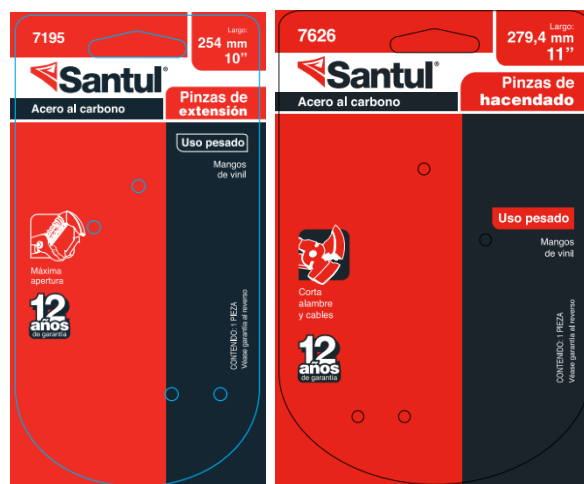 7195
Largo:
254 mm
10”
Santul®
Acero al carbono
Pinzas de
extensión
Uso pesado
Mangos
de vinil
Máxima
apertura
12
años
de garantía
CONTENIDO: 1 PIEZA
Véase garantía al reverso
7626
Largo:
279,4 mm
11”
Santul®
Acero al carbono
Pinzas de
hacendado
Uso pesado
Mangos
de vinil
Corta
alambre
y cables
12
años
de garantía
CONTENIDO: 1 PIEZA
Véase garantía al reverso